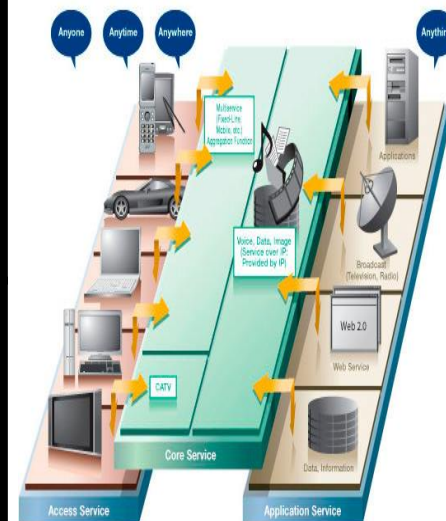 Anyone
Anytime
Anywhere
Anythin
Multiservice
(Fixed-Line,
Mobile, etc.)
Aggregation Function
Voice, Data, Image
(Service over IP:
Provided by IP)
CATV
Applications
Broadcast
(Television, Radio)
Web 2.0
Web Service
Data, Information
Core Service
Access Service
Application Service